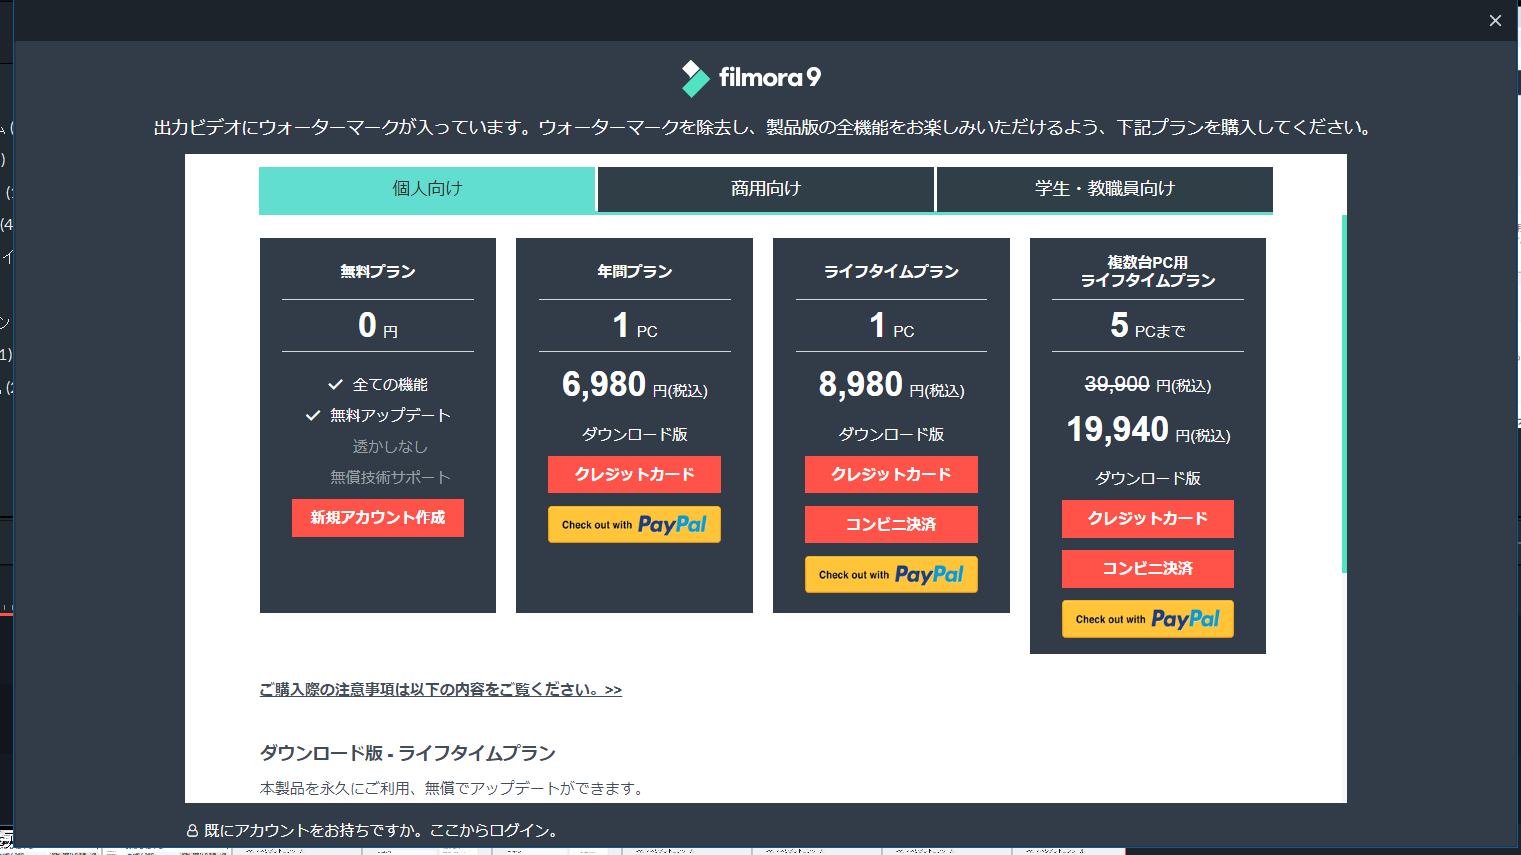 filmora 9
出力ビデオにウォーターマークが入っています。ウォーターマークを除去し、製品版の全機能をお楽しみいただけるよう、下記プランを購入してください。
個人向け
商用向け
学生・教職員向け
無料プラン
0 円
全ての機能
無料アップデート
透かしなし
無償技術サポート
新規アカウント作成
年間プラン
1 PC
6,980 円(税込)
ダウンロード版
クレジットカード
Check out with PayPal
ライフタイムプラン
1 PC
8,980 円(税込)
ダウンロード版
クレジットカード
コンビニ決済
Check out with PayPal
複数台PC用
ライフタイムプラン
5 PCまで
39,900 円(税込)
19,940 円(税込)
ダウンロード版
クレジットカード
コンビニ決済
Check out with PayPal
ご購入際の注意事項は以下の内容をご覧ください。>>
ダウンロード版 - ライフタイムプラン
本製品を永久にご利用、無償でアップデートができます。
既にアカウントをお持ちですか。ここからログイン。